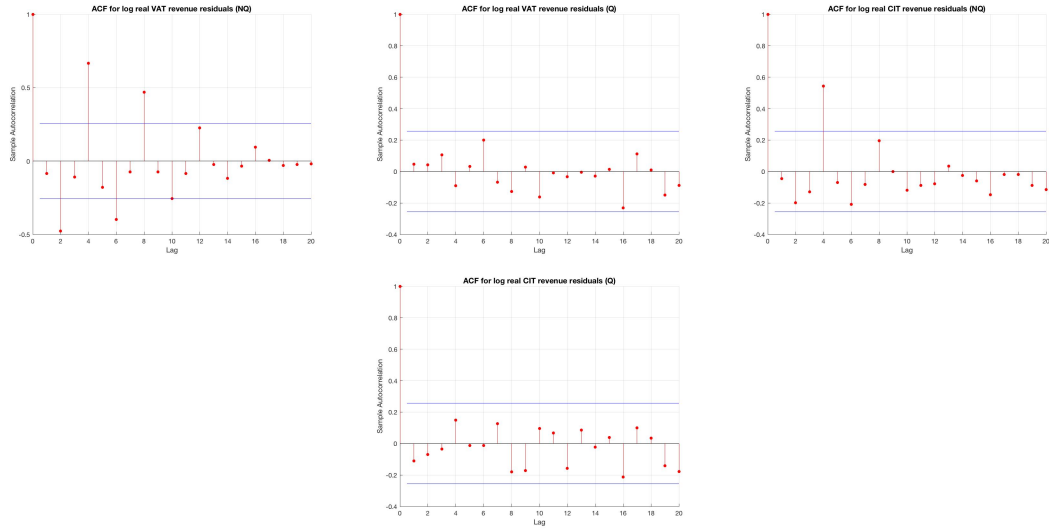 ACF for log real VAT revenue residuals (NQ)
1
0.5
0
-0.5
Sample Autocorrelation
0 2 4 6 8 10 12 14 16 18 20
Lag
ACF for log real VAT revenue residuals (Q)
1
0.8
0.6
0.4
0.2
0
-0.2
-0.4
Sample Autocorrelation
0 2 4 6 8 10 12 14 16 18 20
Lag
ACF for log real CIT revenue residuals (NQ)
1
0.8
0.6
0.4
0.2
0
-0.2
-0.4
Sample Autocorrelation
0 2 4 6 8 10 12 14 16 18 20
Lag
ACF for log real CIT revenue residuals (Q)
1
0.8
0.6
0.4
0.2
0
-0.2
-0.4
Sample Autocorrelation
0 2 4 6 8 10 12 14 16 18 20
Lag